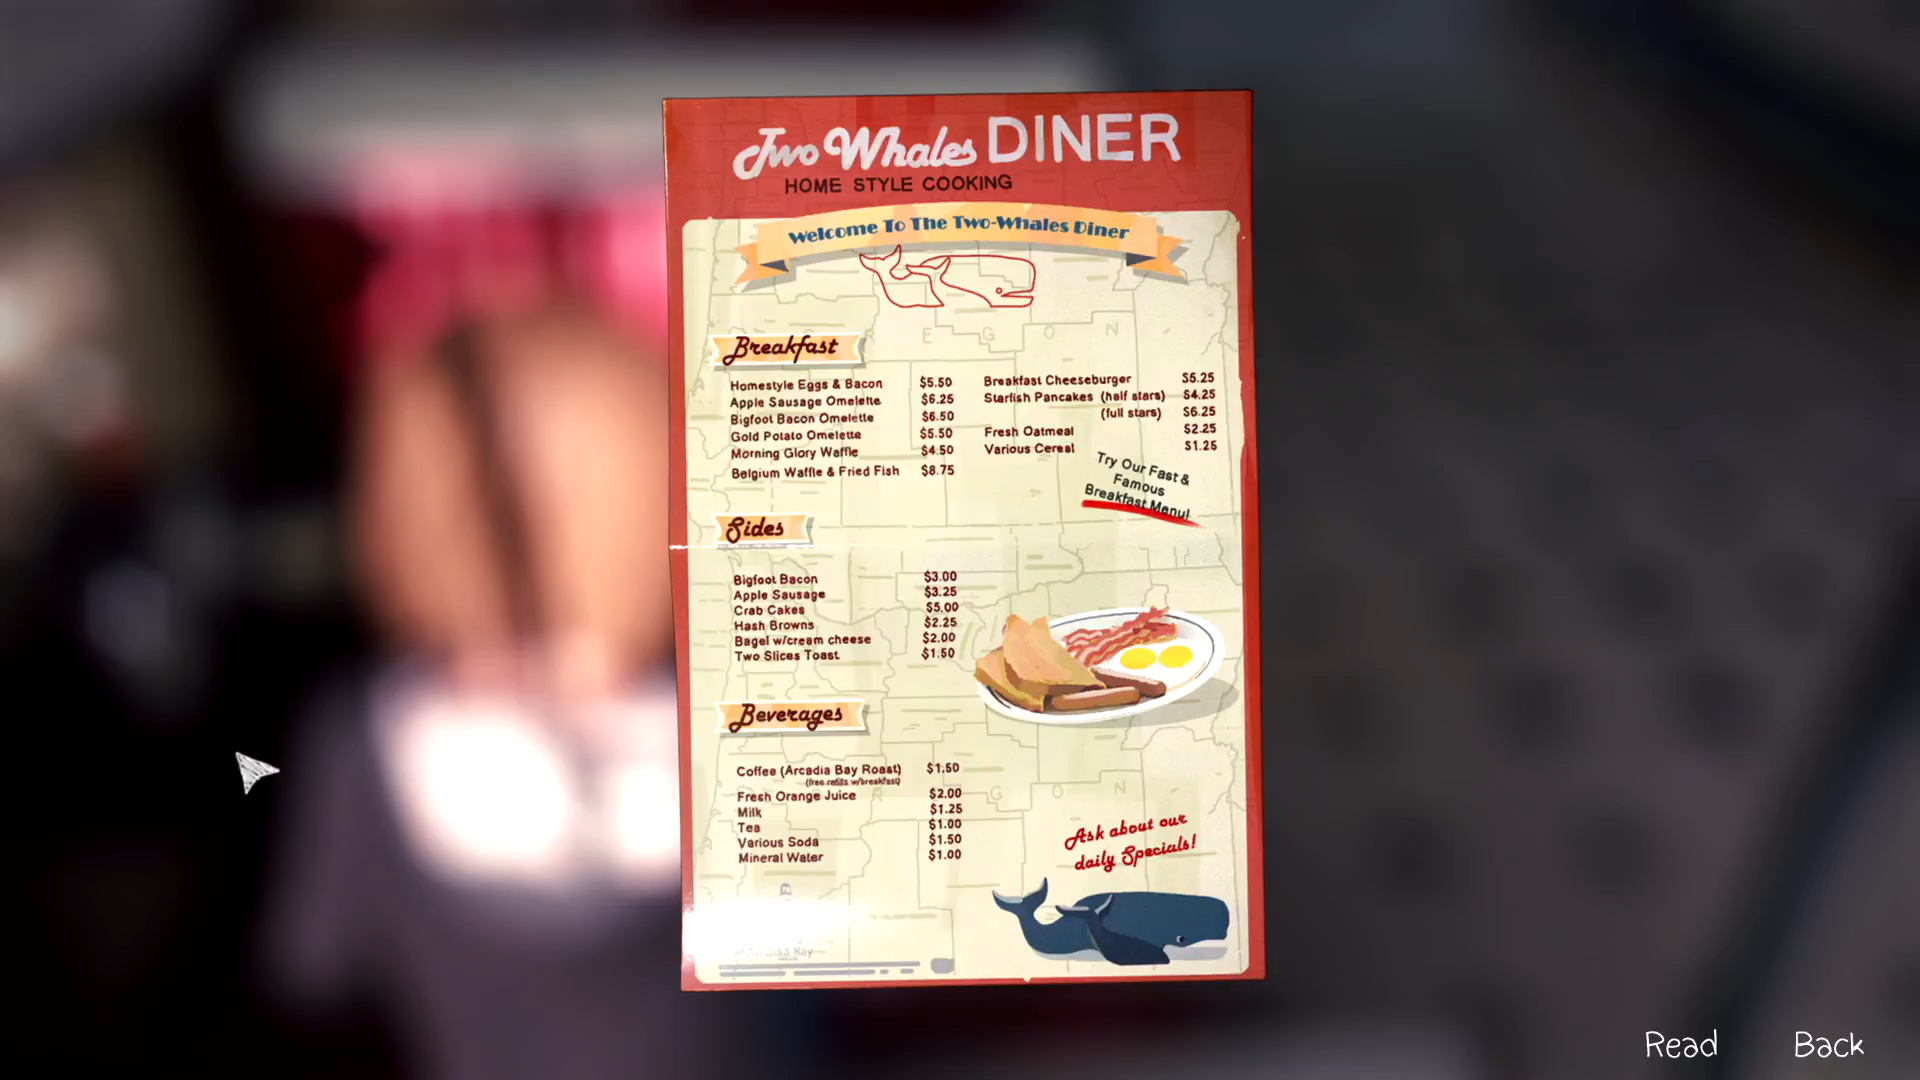 Two Whales DINER
HOME STYLE COOKING
Welcome To The Two-Whales Diner
OREGON
Breakfast
Homestyle Eggs & Bacon $5.50
Apple Sausage Omelette $6.25
Bigfoot Bacon Omelette $6.50
Gold Potato Omelette $5.50
Morning Glory Waffle $4.50
Belgium Waffle & Fried Fish $8.75
Breakfast Cheeseburger $5.25
Starfish Pancakes (half stars) $4.25
(full stars) $6.25
Fresh Oatmeal $2.25
Various Cereal $1.25
Try Our Fast &
Famous
Breakfast Menu!
Sides
Bigfoot Bacon $3.00
Apple Sausage $3.25
Crab Cakes $5.00
Hash Browns $2.25
Bagel w/cream cheese $2.00
Two Slices Toast $1.50
Beverages
Coffee (Arcadia Bay Roast) $1.50
(free refills w/breakfast)
Fresh Orange Juice $2.00
Milk $1.25
Tea $1.00
Various Soda $1.50
Mineral Water $1.00
Ask about our
daily Specials!
Arcadia Bay
Read Back